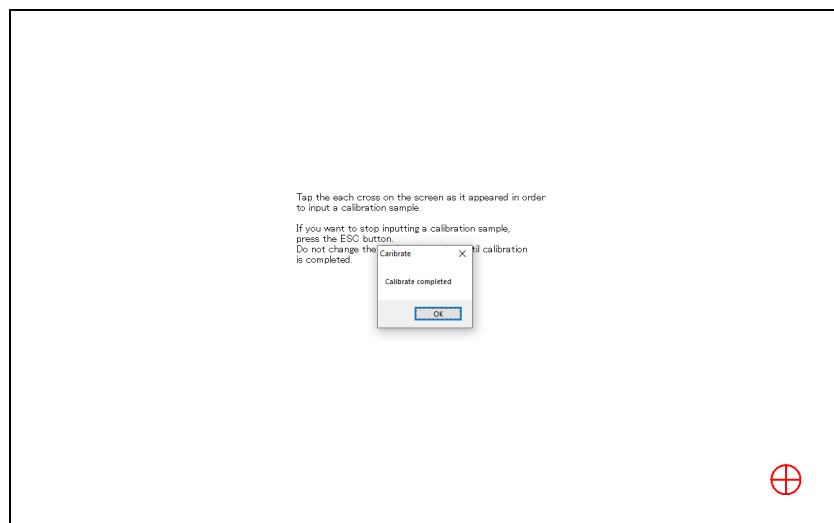 Tap the each cross on the screen as it appeared in order
to input a calibration sample.
If you want to stop inputting a calibration sample,
press the ESC button.
Do not change the til calibration
is completed.
Caribrate
Calibrate completed
OK